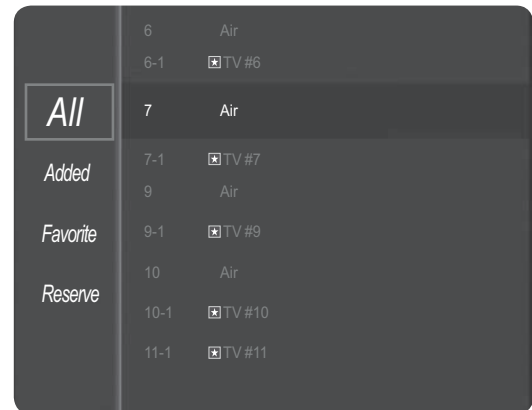 All
Added
Favorite
Reserve
6 Air
6-1 TV #6
7 Air
7-1 TV #7
9 Air
9-1 TV #9
10 Air
10-1 TV #10
11-1 TV #11